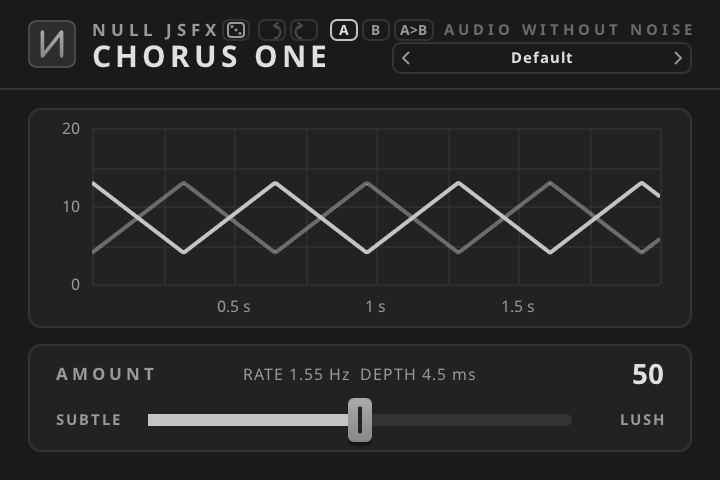 NULL JSFX A B A>B AUDIO WITHOUT NOISE
CHORUS ONE
Default
20
10
0
0.5 s 1 s 1.5 s
AMOUNT RATE 1.55 Hz DEPTH 4.5 ms 50
SUBTLE LUSH